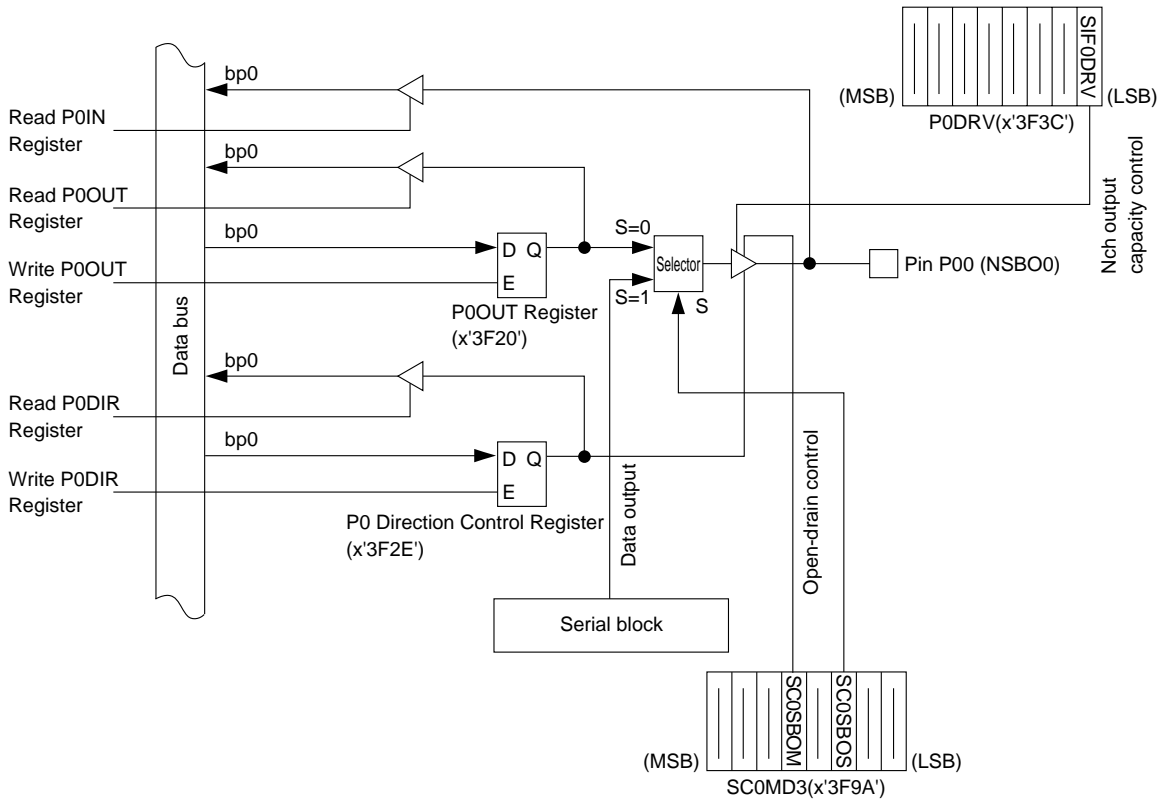 SIF0DRV
(MSB)
(LSB)
P0DRV(x'3F3C')
bp0
Read P0IN
Register
bp0
Read P0OUT
Register
bp0
Write P0OUT
Register
D Q
E
P0OUT Register
(x'3F20')
S=0
S=1
Selector
S
Nch output
capacity control
Pin P00 (NSBO0)
Data bus
bp0
Read P0DIR
Register
bp0
Write P0DIR
Register
D Q
E
P0 Direction Control Register
(x'3F2E')
Data output
Open-drain control
Serial block
SC0SBOM
SC0SBOS
(MSB)
(LSB)
SC0MD3(x'3F9A')